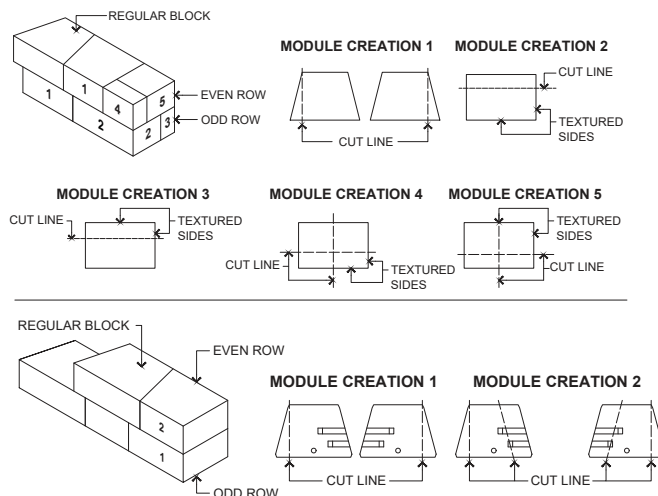 REGULAR BLOCK
1
1
4
5
2
2
3
EVEN ROW
ODD ROW
MODULE CREATION 1
CUT LINE
MODULE CREATION 2
CUT LINE
TEXTURED
SIDES
MODULE CREATION 3
CUT LINE
TEXTURED
SIDES
MODULE CREATION 4
CUT LINE
TEXTURED
SIDES
MODULE CREATION 5
TEXTURED
SIDES
CUT LINE
REGULAR BLOCK
EVEN ROW
2
1
ODD ROW
MODULE CREATION 1
CUT LINE
MODULE CREATION 2
CUT LINE